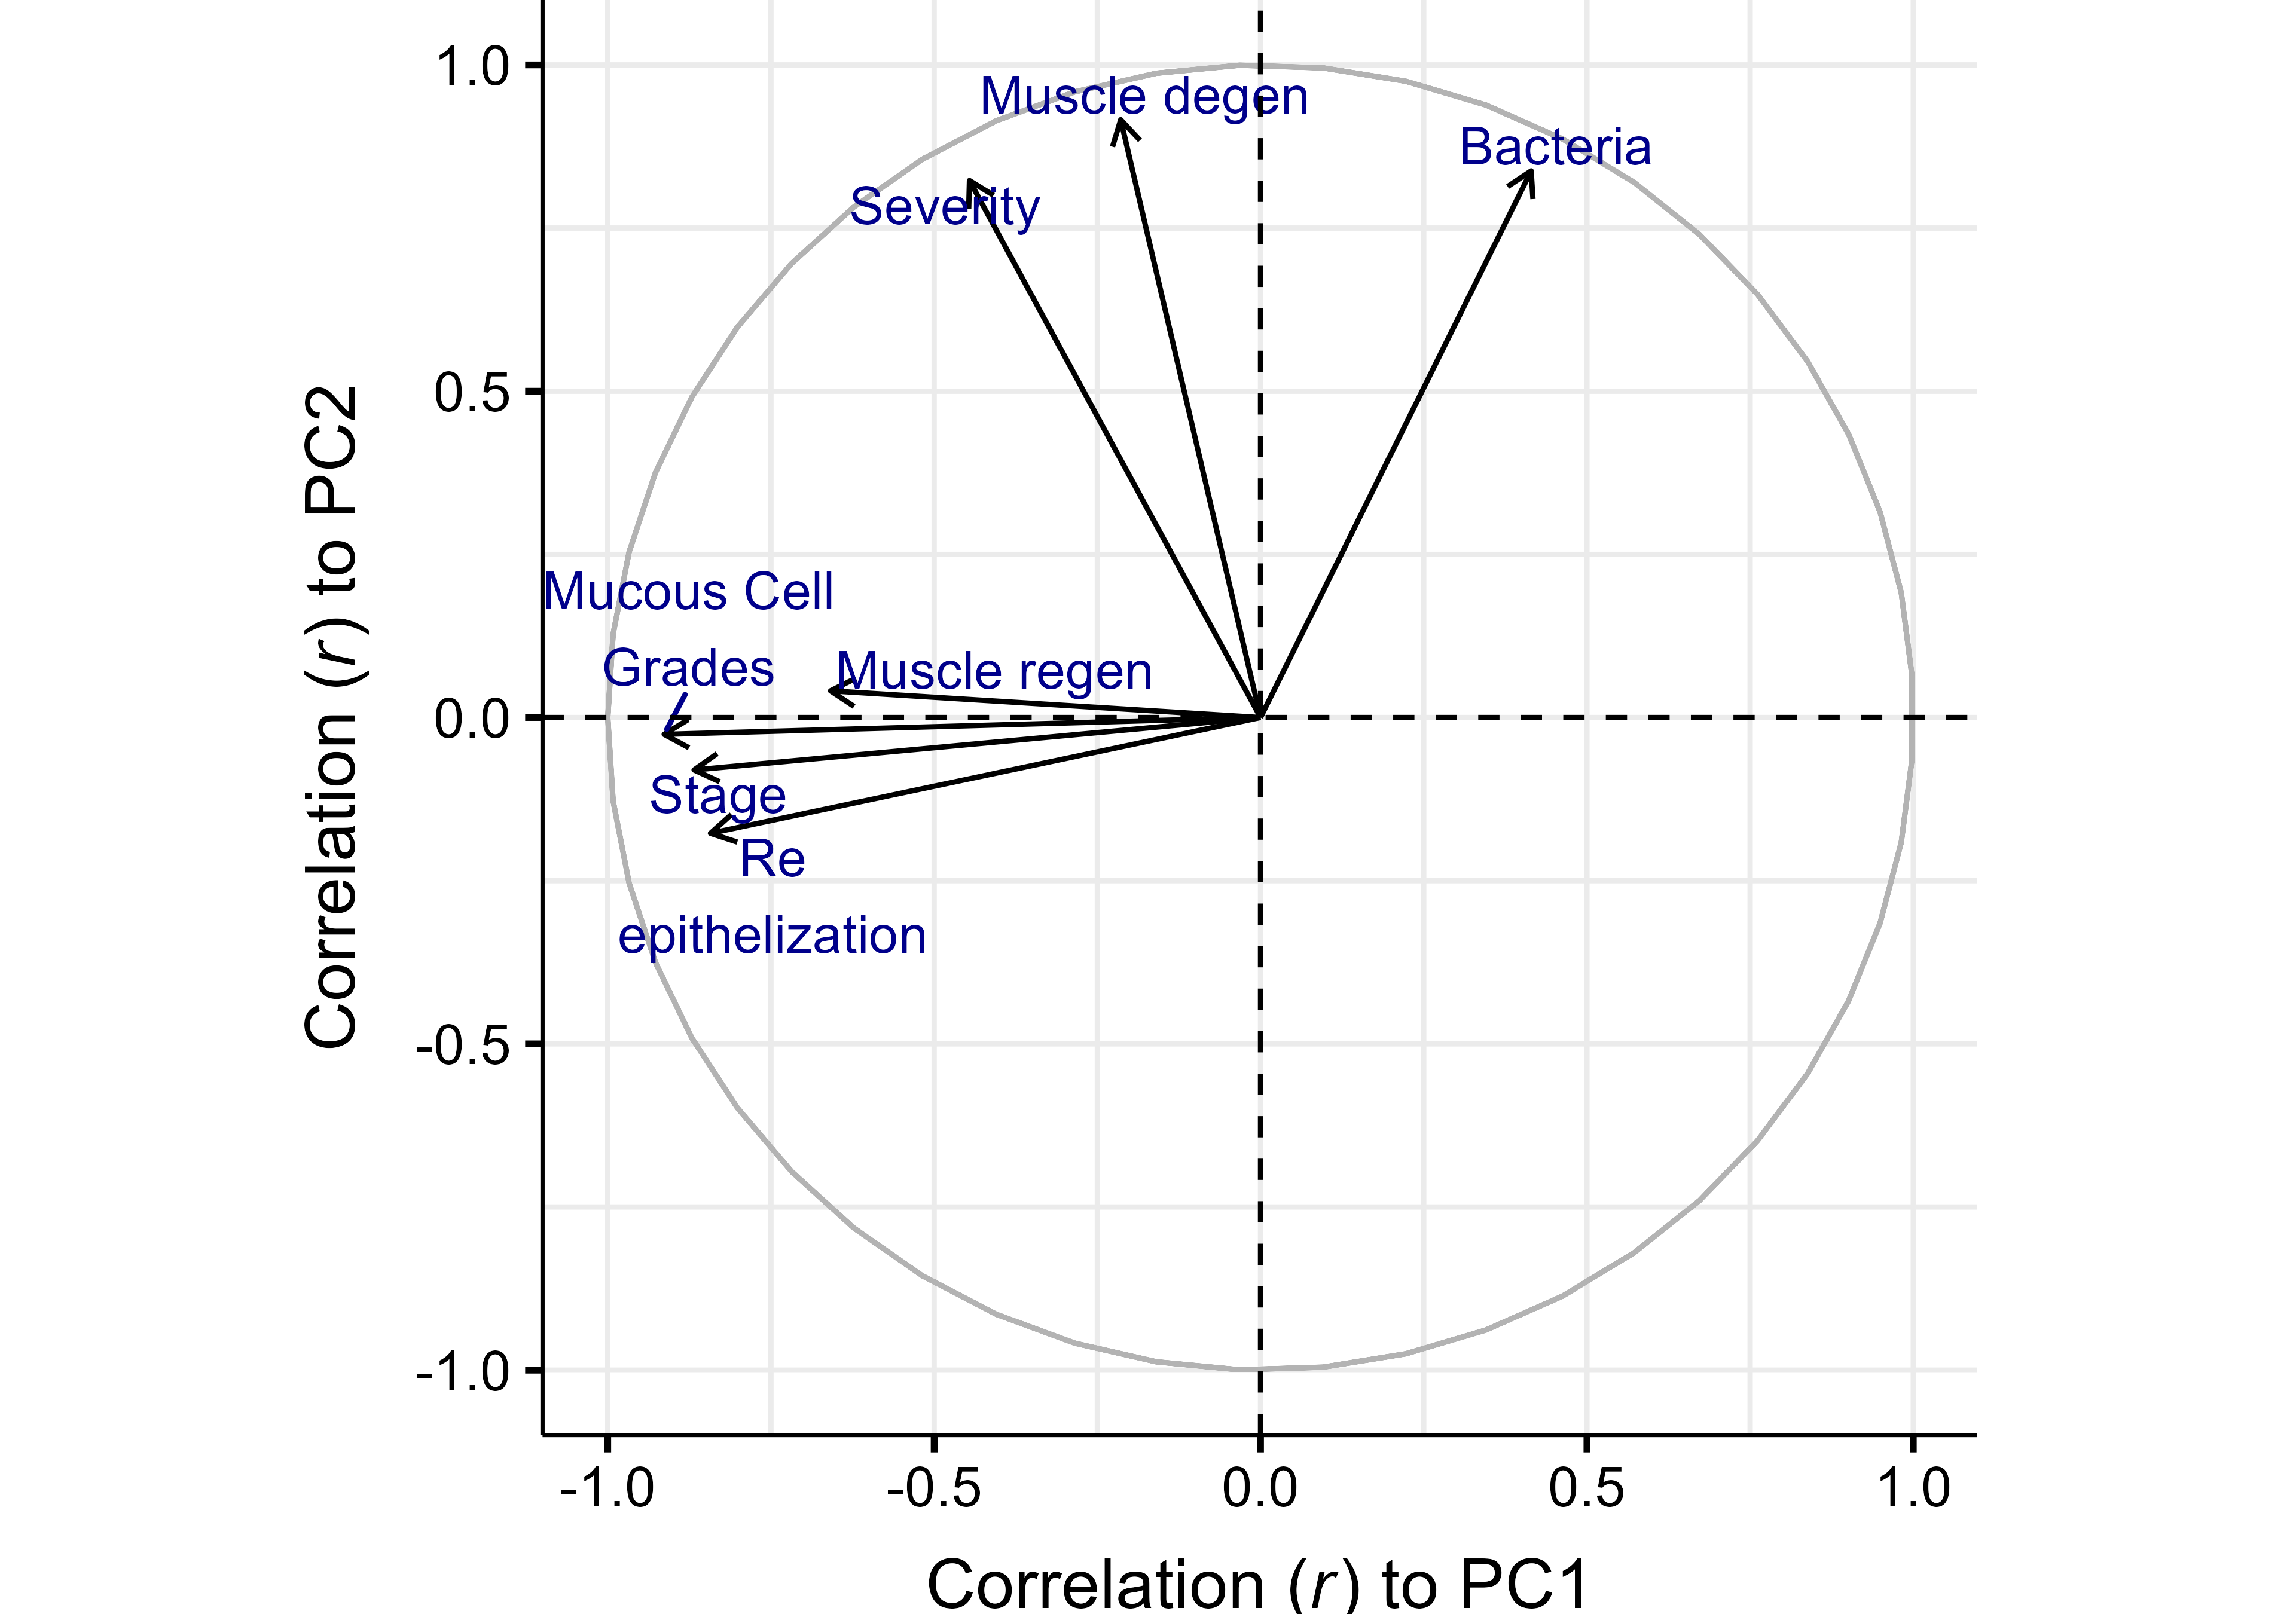 1.0
0.5
0.0
-0.5
-1.0
Correlation (r) to PC2
Muscle degen
Bacteria
Severity
Mucous Cell
Grades
Muscle regen
Stage
Re
epithelization
-1.0
-0.5
0.0
0.5
1.0
Correlation (r) to PC1